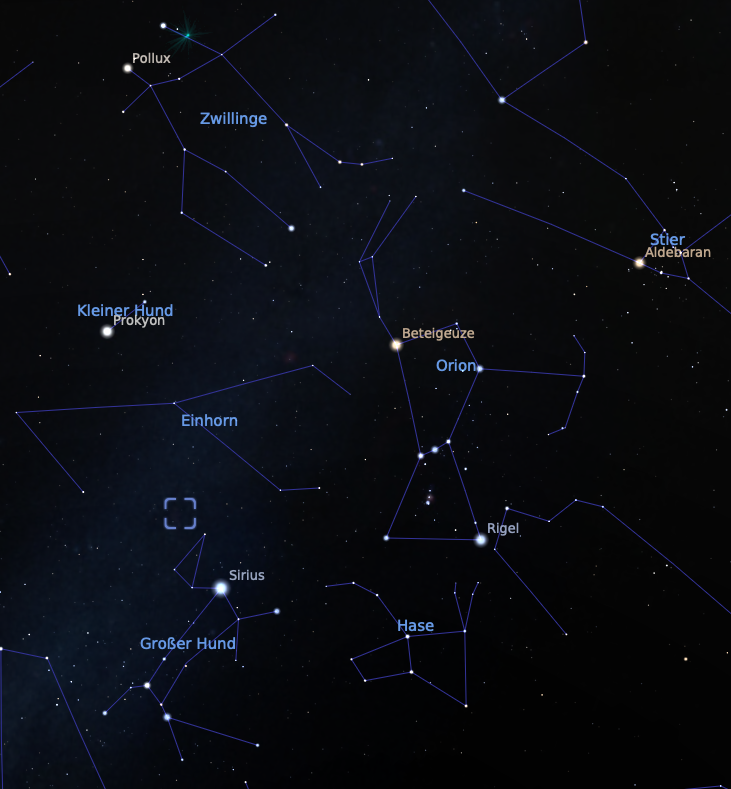 Pollux
Zwillinge
Stier
Aldebaran
Kleiner Hund
Prokyon
Beteigeuze
Orion
Einhorn
Rigel
Sirius
Hase
Großer Hund